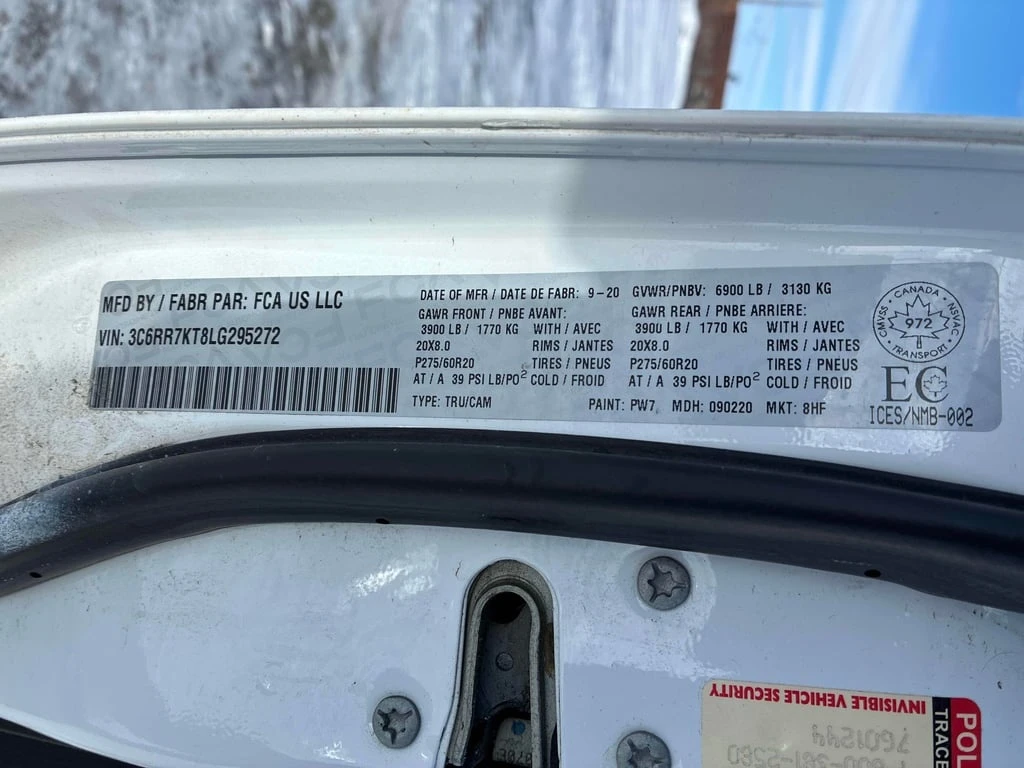 MFD BY / FABR PAR: FCA US LLC
VIN: 3C6RR7KT8LG295272
DATE OF MFR / DATE DE FABR: 9-20 GVWR/PNBV: 6900 LB / 3130 KG
GAWR FRONT / PNBE AVANT: GAWR REAR / PNBE ARRIERE:
3900 LB / 1770 KG WITH / AVEC 3900 LB / 1770 KG WITH / AVEC
20X8.0 RIMS / JANTES 20X8.0 RIMS / JANTES
P275/60R20 TIRES / PNEUS P275/60R20 TIRES / PNEUS
AT / A 39 PSI LB/PO² COLD / FROID AT / A 39 PSI LB/PO² COLD / FROID
TYPE: TRU/CAM PAINT: PW7 MDH: 090220 MKT: 8HF
CANADA
CMVSS 972 NSVAC
TRANSPORT
EC
ICES/NMB-002
INVISIBLE VEHICLE SECURITY
7601244
POL
TRACE